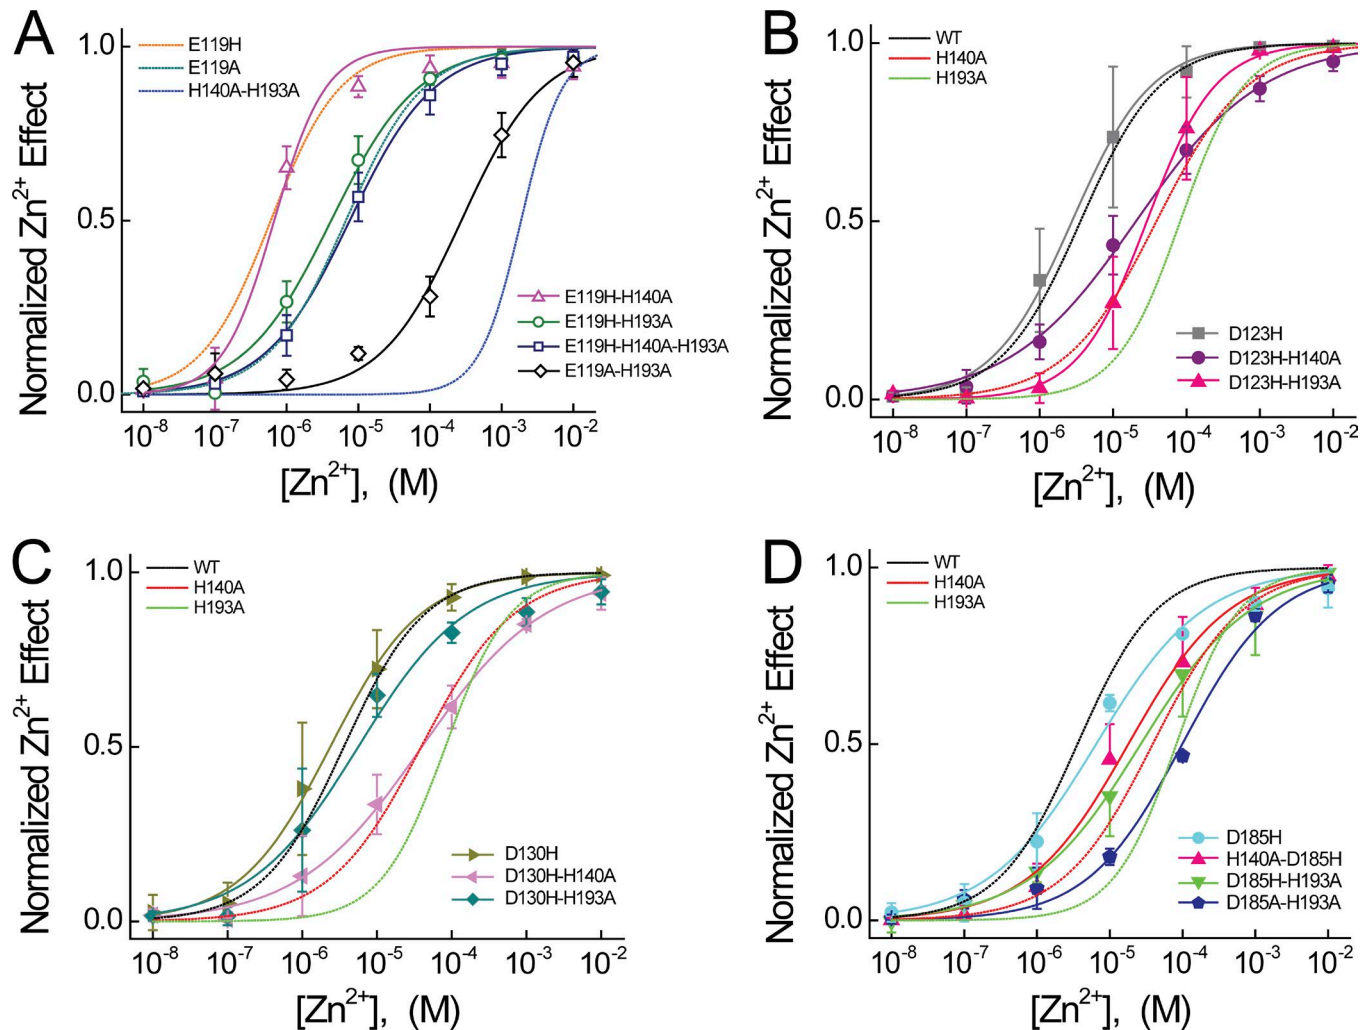 A
Normalized Zn²⁺ Effect
1.0
0.5
0.0
E119H
E119A
H140A-H193A
E119H-H140A
E119H-H193A
E119H-H140A-H193A
E119A-H193A
10⁻⁸ 10⁻⁷ 10⁻⁶ 10⁻⁵ 10⁻⁴ 10⁻³ 10⁻²
[Zn²⁺], (M)
B
Normalized Zn²⁺ Effect
1.0
0.5
0.0
WT
H140A
H193A
D123H
D123H-H140A
D123H-H193A
10⁻⁸ 10⁻⁷ 10⁻⁶ 10⁻⁵ 10⁻⁴ 10⁻³ 10⁻²
[Zn²⁺], (M)
C
Normalized Zn²⁺ Effect
1.0
0.5
0.0
WT
H140A
H193A
D130H
D130H-H140A
D130H-H193A
10⁻⁸ 10⁻⁷ 10⁻⁶ 10⁻⁵ 10⁻⁴ 10⁻³ 10⁻²
[Zn²⁺], (M)
D
Normalized Zn²⁺ Effect
1.0
0.5
0.0
WT
H140A
H193A
D185H
H140A-D185H
D185H-H193A
D185A-H193A
10⁻⁸ 10⁻⁷ 10⁻⁶ 10⁻⁵ 10⁻⁴ 10⁻³ 10⁻²
[Zn²⁺], (M)